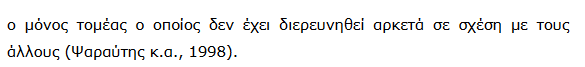 ο μόνος τομέας ο οποίος δεν έχει διερευνηθεί αρκετά σε σχέση με τους
άλλους (Ψαραύτης κ.α., 1998).